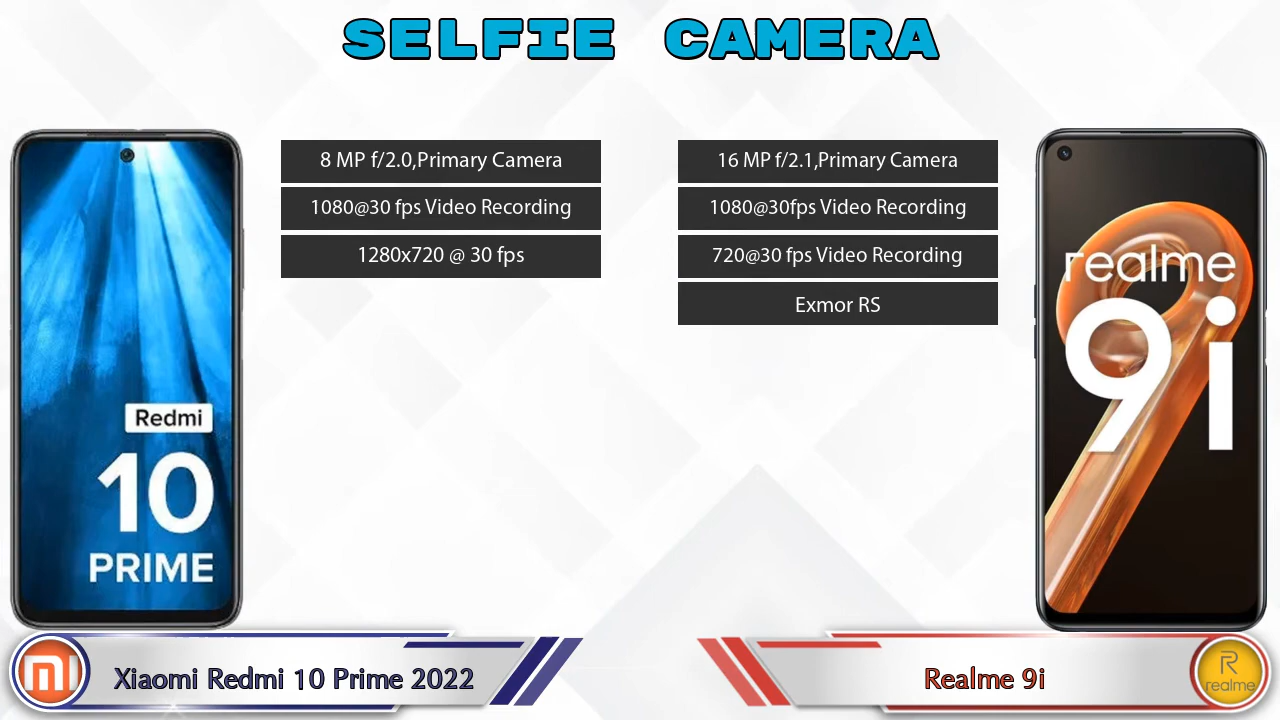 SELFIE CAMERA
8 MP f/2.0,Primary Camera
1080@30 fps Video Recording
1280x720 @ 30 fps
16 MP f/2.1,Primary Camera
1080@30fps Video Recording
720@30 fps Video Recording
Exmor RS
Redmi
10
PRIME
realme
9i
mi
Xiaomi Redmi 10 Prime 2022
Realme 9i
R
realme